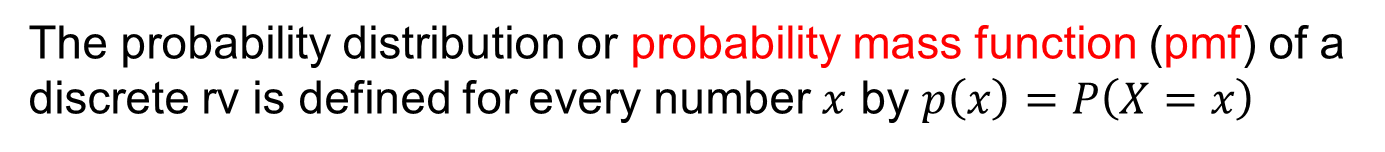 The probability distribution or probability mass function (pmf) of a
discrete rv is defined for every number x by p(x) = P(X = x)